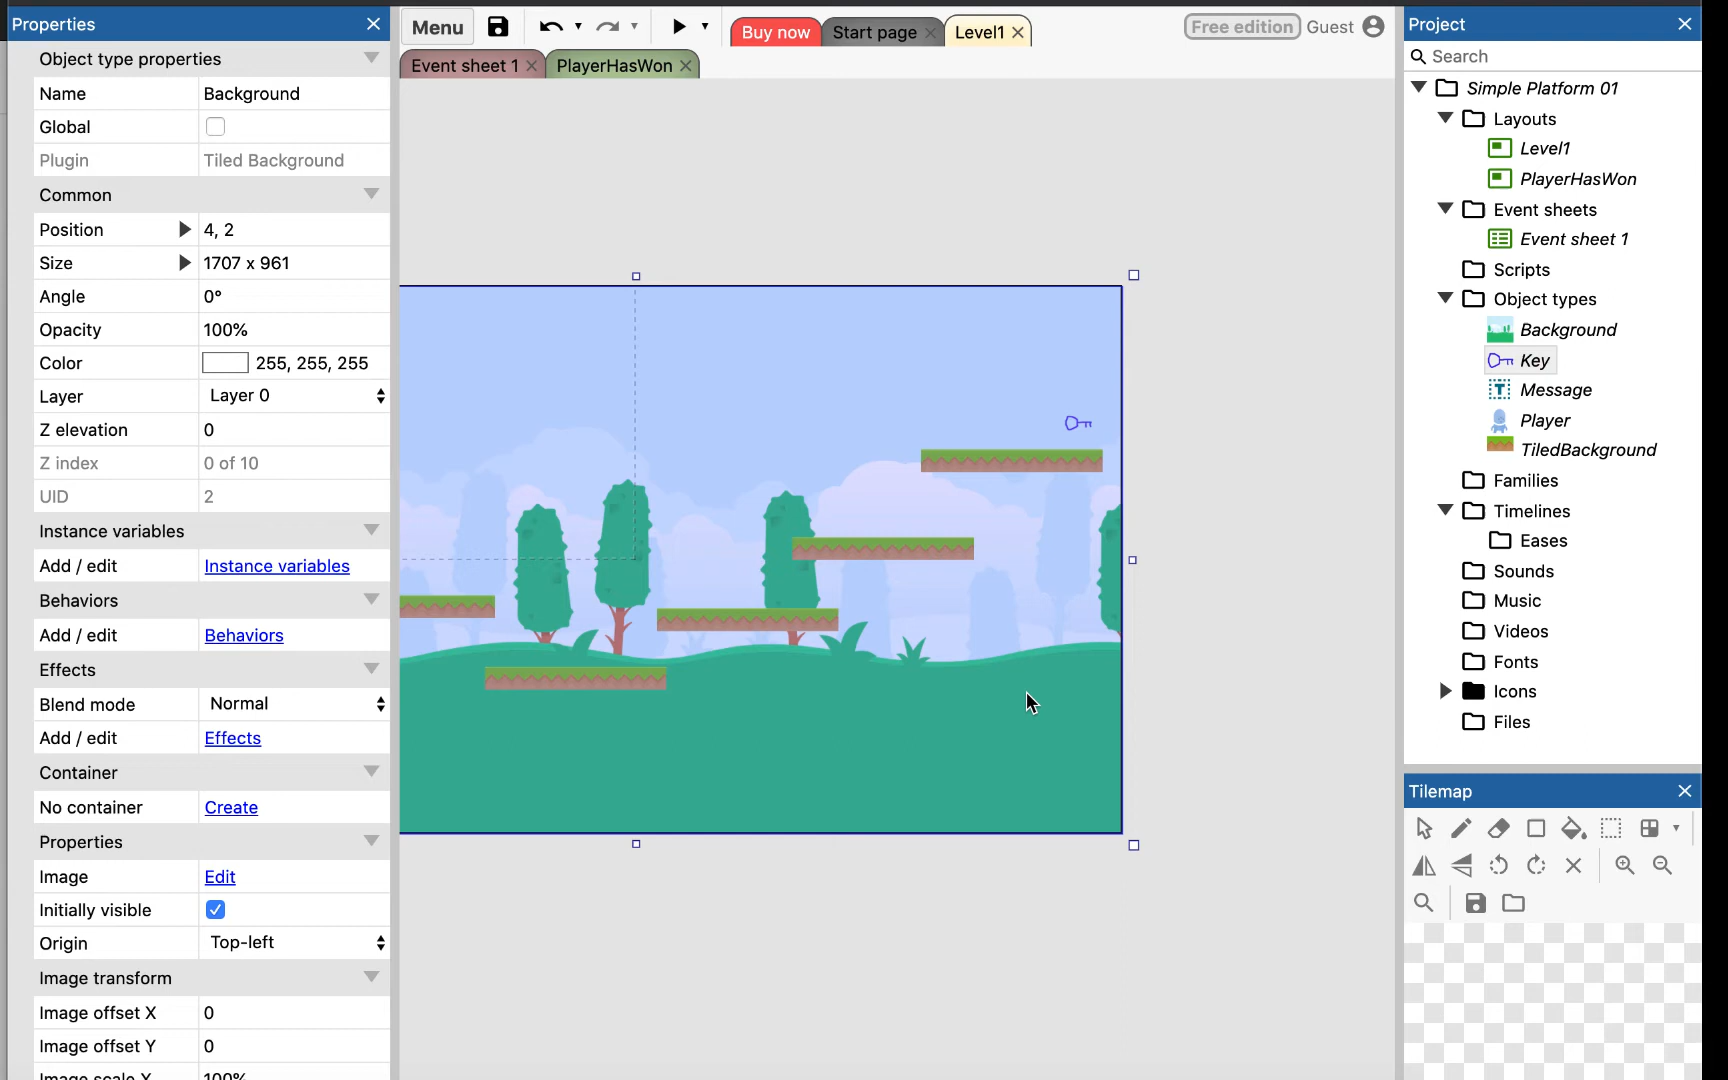 Properties
Object type properties
Name Background
Global
Plugin Tiled Background
Common
Position 4, 2
Size 1707 x 961
Angle 0°
Opacity 100%
Color 255, 255, 255
Layer Layer 0
Z elevation 0
Z index 0 of 10
UID 2
Instance variables
Add / edit Instance variables
Behaviors
Add / edit Behaviors
Effects
Blend mode Normal
Add / edit Effects
Container
No container Create
Properties
Image Edit
Initially visible
Origin Top-left
Image transform
Image offset X 0
Image offset Y 0
Image scale X 100%
Menu
Buy now Start page Level1
Free edition Guest
Event sheet 1 PlayerHasWon
Project
Search
Simple Platform 01
Layouts
Level1
PlayerHasWon
Event sheets
Event sheet 1
Scripts
Object types
Background
Key
Message
Player
TiledBackground
Families
Timelines
Eases
Sounds
Music
Videos
Fonts
Icons
Files
Tilemap